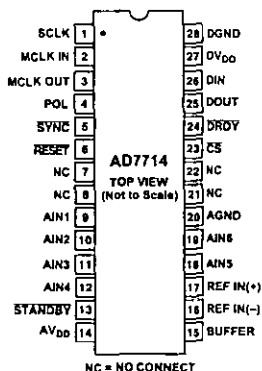 SCLK 1 28 DGND
MCLK IN 2 27 DVDD
MCLK OUT 3 26 DIN
POL 4 25 DOUT
SYNC 5 24 DRDY
RESET 6 23 CS
NC 7 22 NC
NC 8 21 NC
AIN1 9 20 AGND
AIN2 10 19 AIN6
AIN3 11 18 AIN5
AIN4 12 17 REF IN(+)
STANDBY 13 16 REF IN(–)
AVDD 14 15 BUFFER
AD7714
TOP VIEW
(Not to Scale)
NC = NO CONNECT